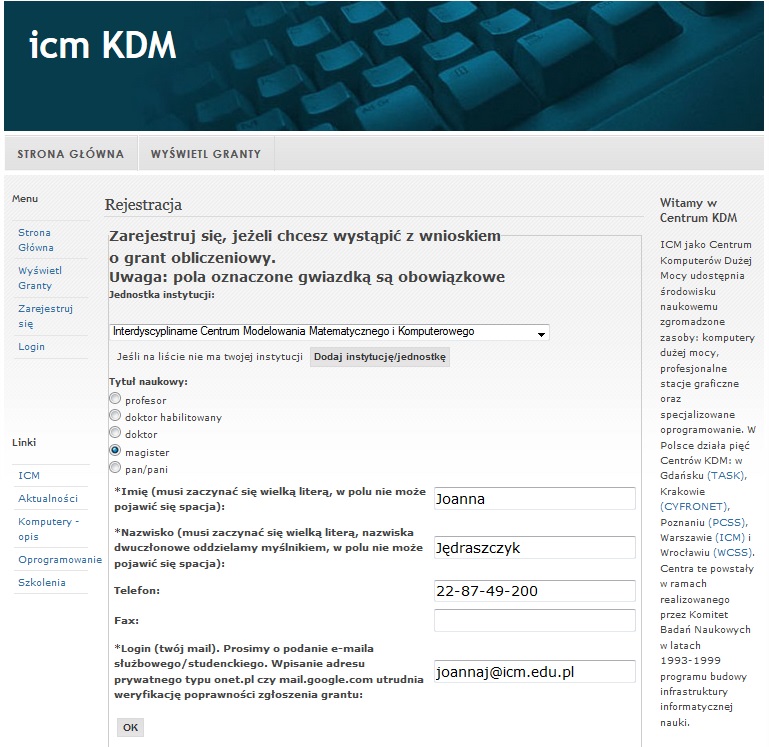 icm KDM
STRONA GŁÓWNA
WYŚWIETL GRANTY
Menu
Strona
Główna
Wyświetl
Granty
Zarejestruj
się
Login
Linki
ICM
Aktualności
Komputery -
opis
Oprogramowanie
Szkolenia
Rejestracja
Zarejestruj się, jeżeli chcesz wystąpić z wnioskiem
o grant obliczeniowy.
Uwaga: pola oznaczone gwiazdką są obowiązkowe
Jednostka instytucji:
Interdyscyplinarne Centrum Modelowania Matematycznego i Komputerowego
Jeśli na liście nie ma twojej instytucji Dodaj instytucję/jednostkę
Tytuł naukowy:
profesor
doktor habilitowany
doktor
magister
pan/pani
*Imię (musi zaczynać się wielką literą, w polu nie może
pojawić się spacja):
Joanna
*Nazwisko (musi zaczynać się wielką literą, nazwiska
dwuczłonowe oddzielamy myślnikiem, w polu nie może
pojawić się spacja):
Jędraszczyk
Telefon:
22-87-49-200
Fax:
*Login (twój mail). Prosimy o podanie e-maila
służbowego/studenckiego. Wpisanie adresu
prywatnego typu onet.pl czy mail.google.com utrudnia
weryfikację poprawności zgłoszenia grantu:
joannaj@icm.edu.pl
OK
Witamy w
Centrum KDM
ICM jako Centrum
Komputerów Dużej
Mocy udostępnia
środowisku
naukowemu
zgromadzone
zasoby: komputery
dużej mocy,
profesjonalne
stacje graficzne
oraz
specjalizowane
oprogramowanie. W
Polsce działa pięć
Centrów KDM: w
Gdańsku (TASK),
Krakowie
(CYFRONET),
Poznaniu (PCSS),
Warszawie (ICM) i
Wrocławiu (WCSS).
Centra te powstały
w ramach
realizowanego
przez Komitet
Badań Naukowych
w latach
1993-1999
programu budowy
infrastruktury
informatycznej
nauki.